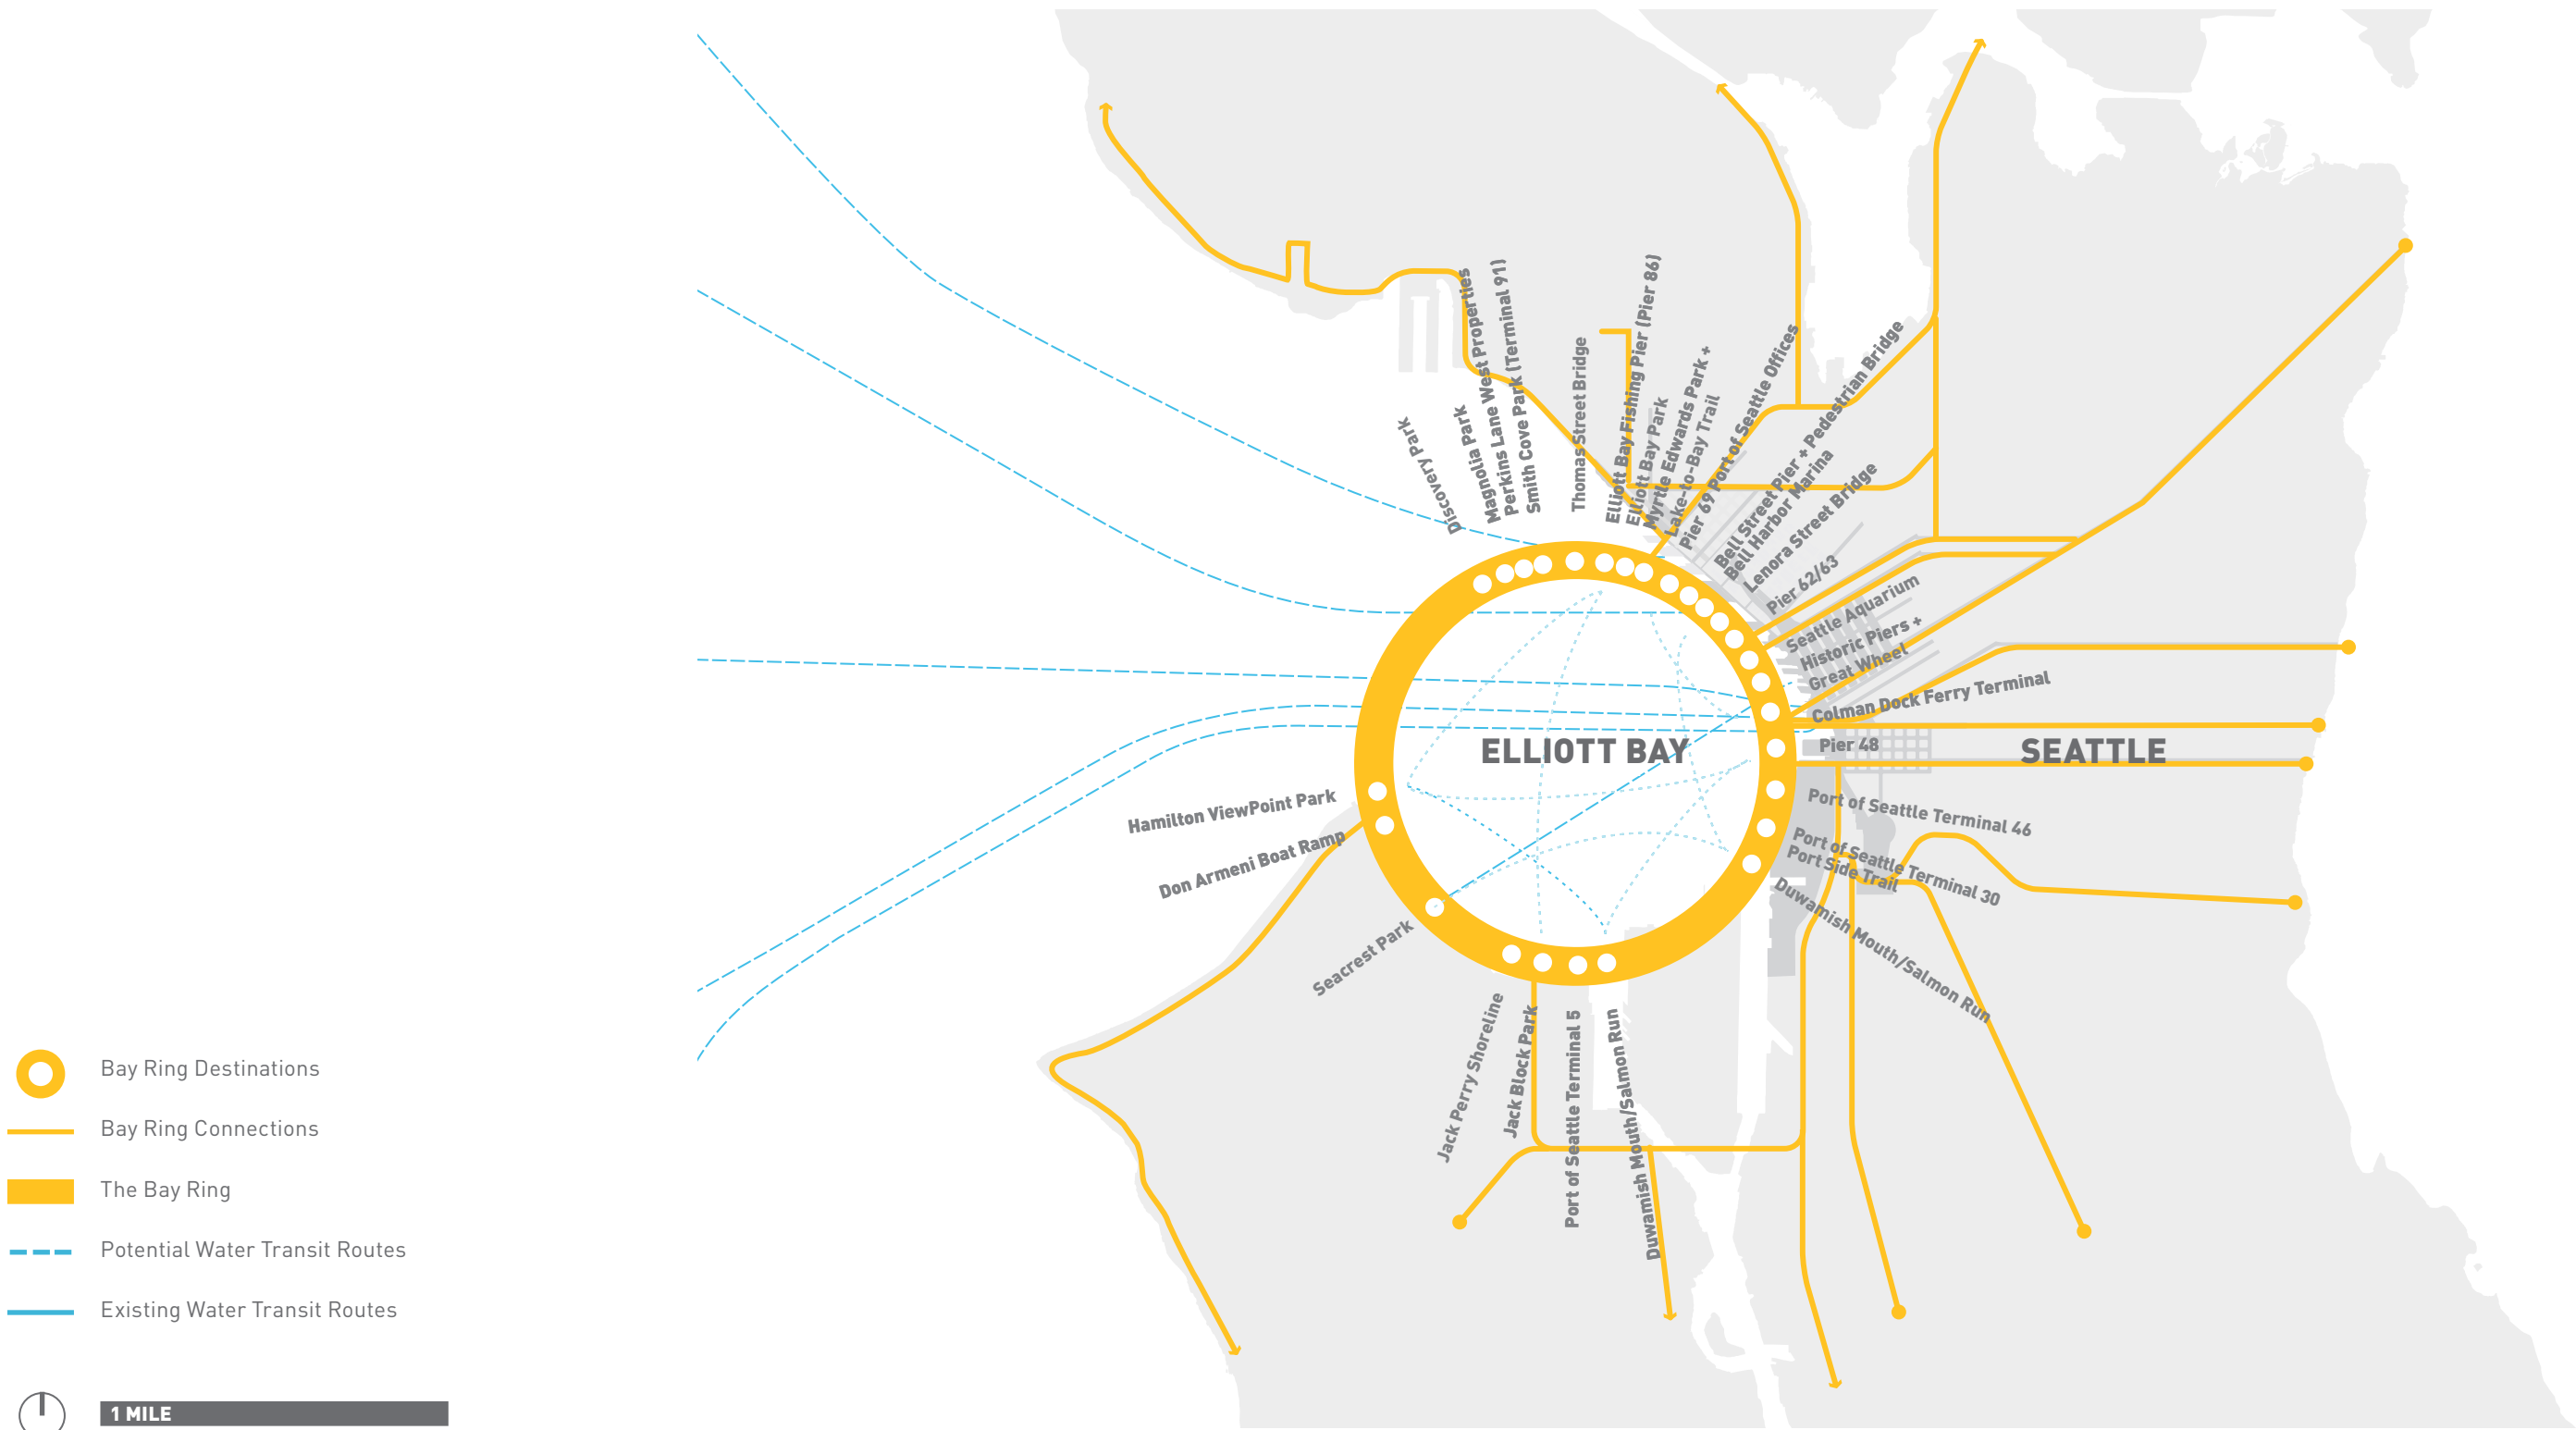 Discovery Park
Magnolia Park
Perkins Lane West Properties
Smith Cove Park (Terminal 91)
Thomas Street Bridge
Elliott Bay Fishing Pier (Pier 86)
Elliott Bay Park
Myrtle Edwards Park +
Lake-to-Bay Trail
Pier 69 Port of Seattle Offices
Bell Street Pier + Pedestrian Bridge
Bell Harbor Marina
Lenora Street Bridge
Pier 62/63
Seattle Aquarium
Historic Piers +
Great Wheel
Colman Dock Ferry Terminal
Pier 48
ELLIOTT BAY
SEATTLE
Port of Seattle Terminal 46
Port of Seattle Terminal 30
Port Side Trail
Duwamish Mouth/Salmon Run
Hamilton ViewPoint Park
Don Armeni Boat Ramp
Seacrest Park
Jack Perry Shoreline
Jack Block Park
Port of Seattle Terminal 5
Duwamish Mouth/Salmon Run
Bay Ring Destinations
Bay Ring Connections
The Bay Ring
Potential Water Transit Routes
Existing Water Transit Routes
1 MILE